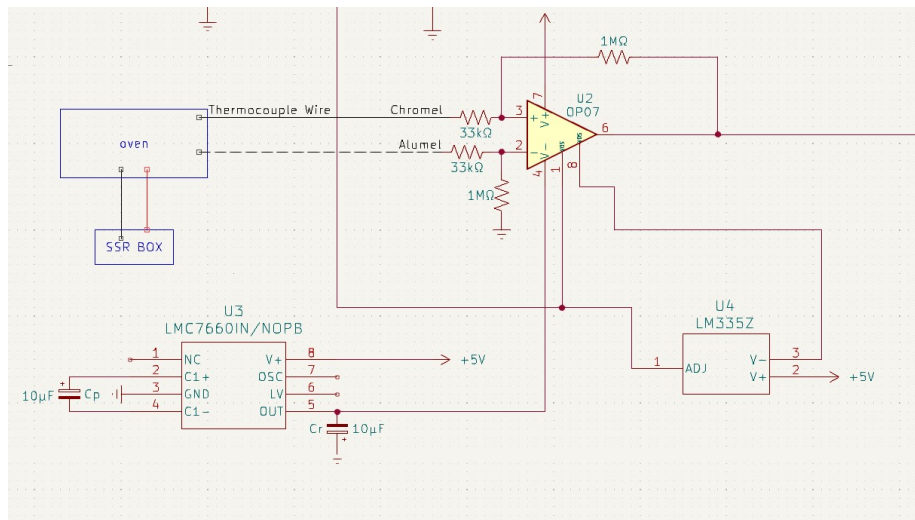 1MΩ
U2
OP07
7
V+
3
+
6
Thermocouple Wire
Chromel
33kΩ
oven
Alumel
2
-
V-
33kΩ
4
1
8
1MΩ
SSR BOX
U3
LMC7660IN/NOPB
U4
LM335Z
1 NC V+ 8 +5V
2 C1+ OSC 7
3 GND LV 6
4 C1- OUT 5
10µF + Cp
Cr 10µF
+
1 ADJ V- 3
V+ 2 +5V